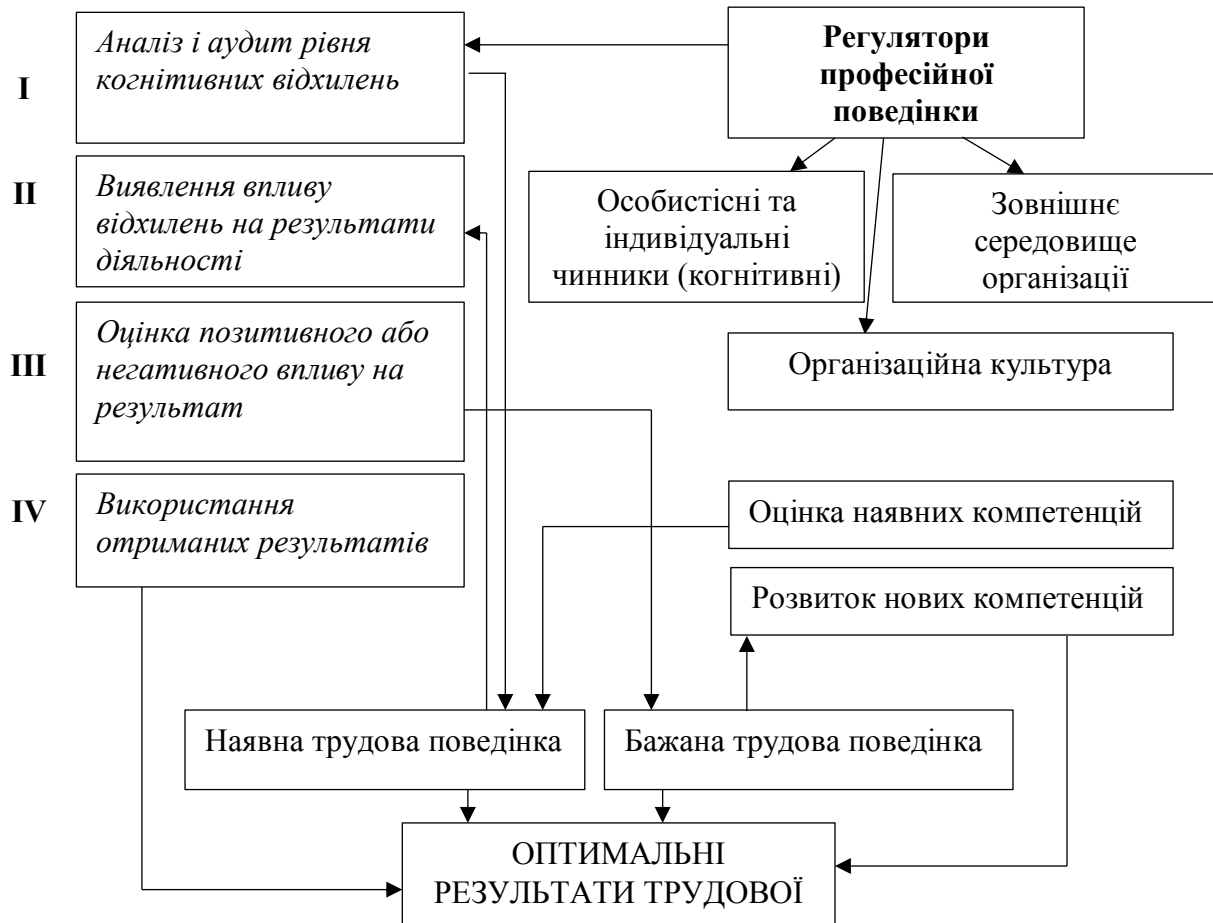 I
Аналіз і аудит рівня
когнітивних відхилень
Регулятори
професійної
поведінки
II
Виявлення впливу
відхилень на результати
діяльності
Особистісні та
індивідуальні
чинники (когнітивні)
Зовнішнє
середовище
організації
III
Оцінка позитивного або
негативного впливу на
результат
Організаційна культура
IV
Використання
отриманих результатів
Оцінка наявних компетенцій
Розвиток нових компетенцій
Наявна трудова поведінка
Бажана трудова поведінка
ОПТИМАЛЬНІ
РЕЗУЛЬТАТИ ТРУДОВОЇ